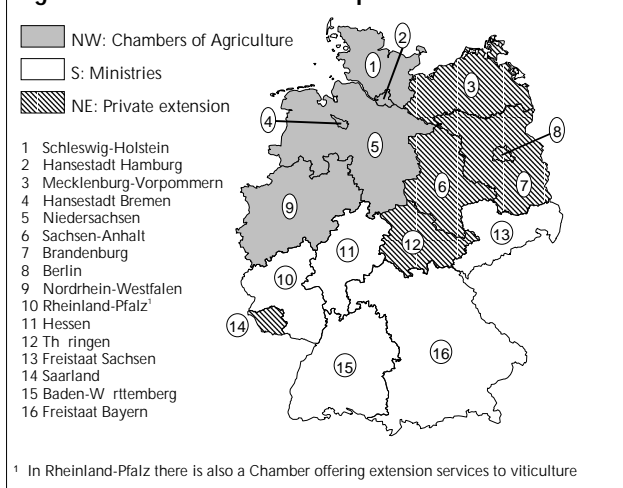 NW: Chambers of Agriculture
S: Ministries
NE: Private extension
1 Schleswig-Holstein
2 Hansestadt Hamburg
3 Mecklenburg-Vorpommern
4 Hansestadt Bremen
5 Niedersachsen
6 Sachsen-Anhalt
7 Brandenburg
8 Berlin
9 Nordrhein-Westfalen
10 Rheinland-Pfalz¹
11 Hessen
12 Th ringen
13 Freistaat Sachsen
14 Saarland
15 Baden-W rttemberg
16 Freistaat Bayern
1
2
3
4
5
6
7
8
9
10
11
12
13
14
15
16
¹ In Rheinland-Pfalz there is also a Chamber offering extension services to viticulture